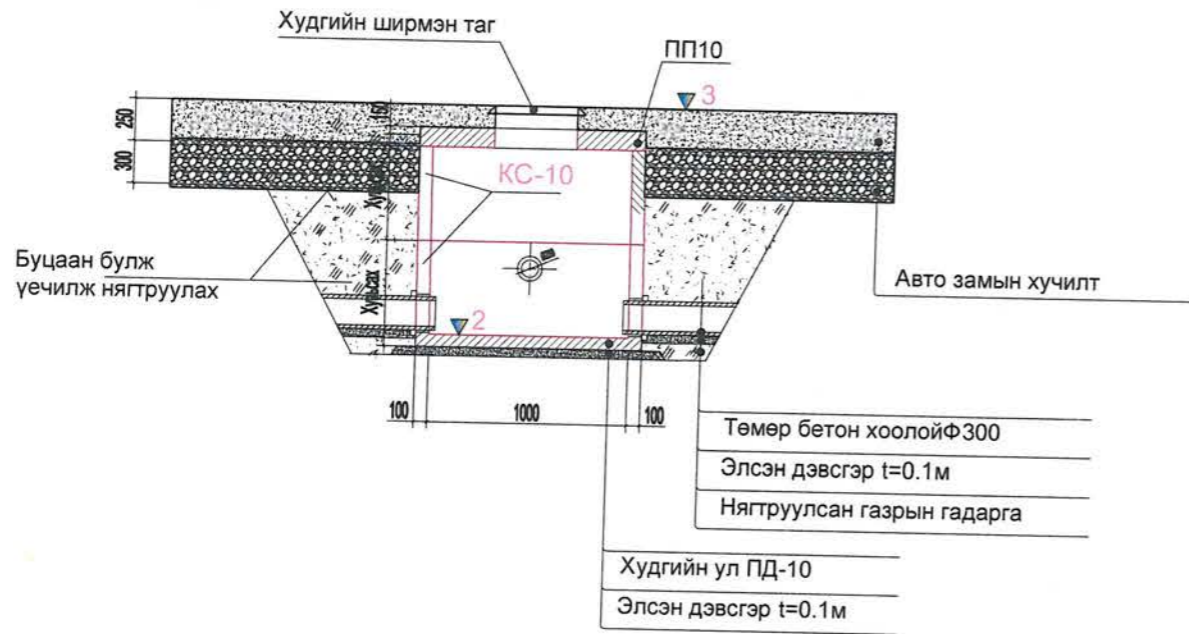 Худгийн ширмэн таг
ПП10
3
250
150
300
КС-10
Буцаан булж
үечилж нягтруулах
Авто замын хучилт
Хувьсах
2
100
1000
100
Төмөр бетон хоолойФ300
Элсэн дэвсгэр t=0.1м
Нягтруулсан газрын гадарга
Худгийн ул ПД-10
Элсэн дэвсгэр t=0.1м